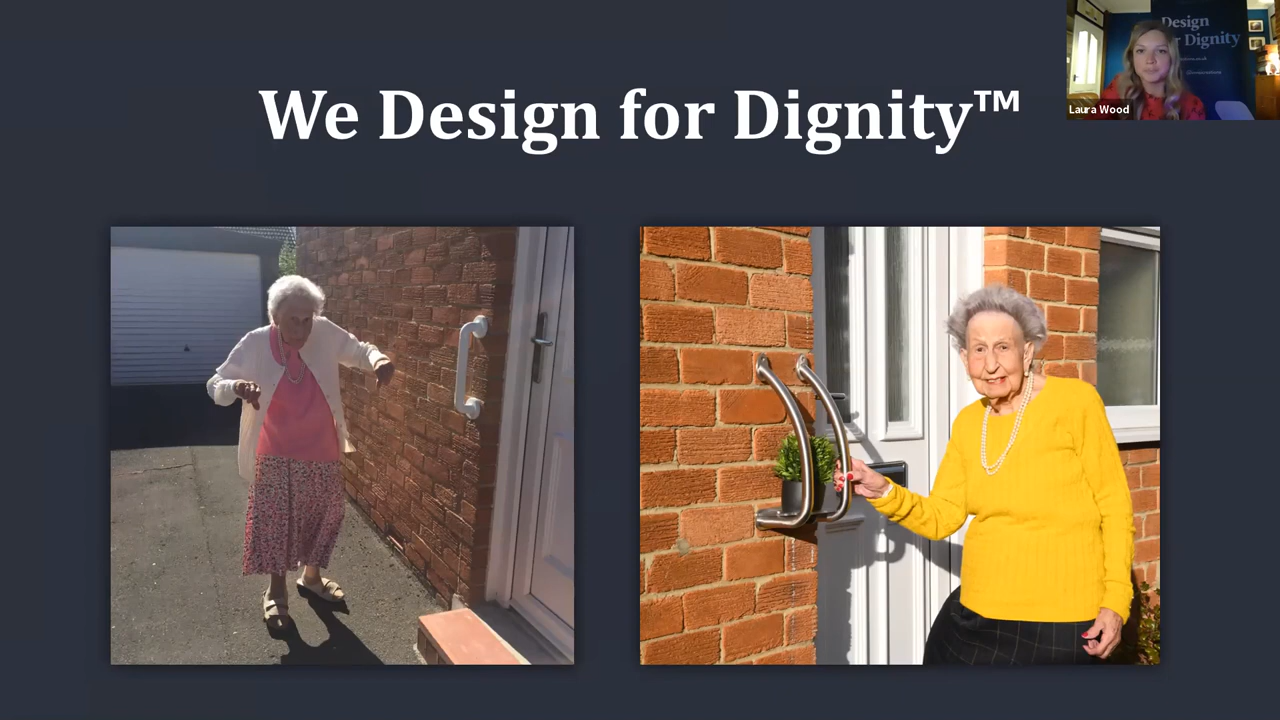 We Design for Dignity™
Design
r Dignity
Laura Wood